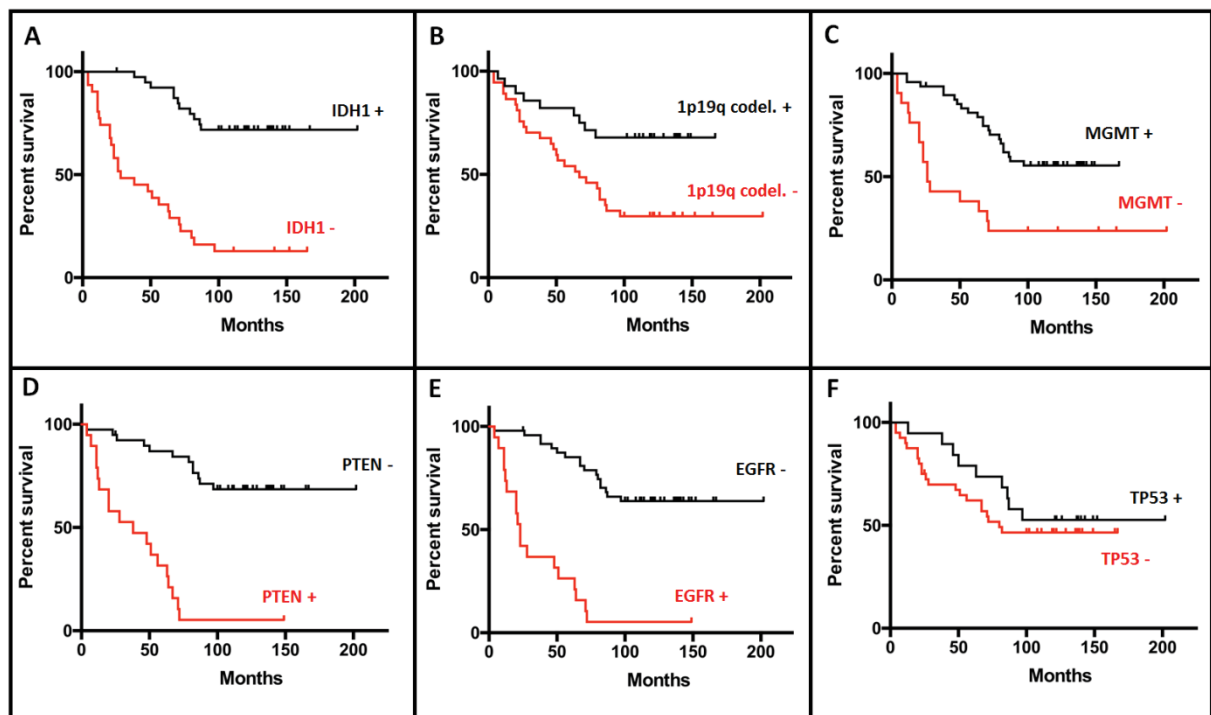 A
Percent survival
100
50
0
IDH1 +
IDH1 -
0 50 100 150 200
Months
B
Percent survival
100
50
0
1p19q codel. +
1p19q codel. -
0 50 100 150 200
Months
C
Percent survival
100
50
0
MGMT +
MGMT -
0 50 100 150 200
Months
D
Percent survival
100
50
0
PTEN -
PTEN +
0 50 100 150 200
Months
E
Percent survival
100
50
0
EGFR -
EGFR +
0 50 100 150 200
Months
F
Percent survival
100
50
0
TP53 +
TP53 -
0 50 100 150 200
Months